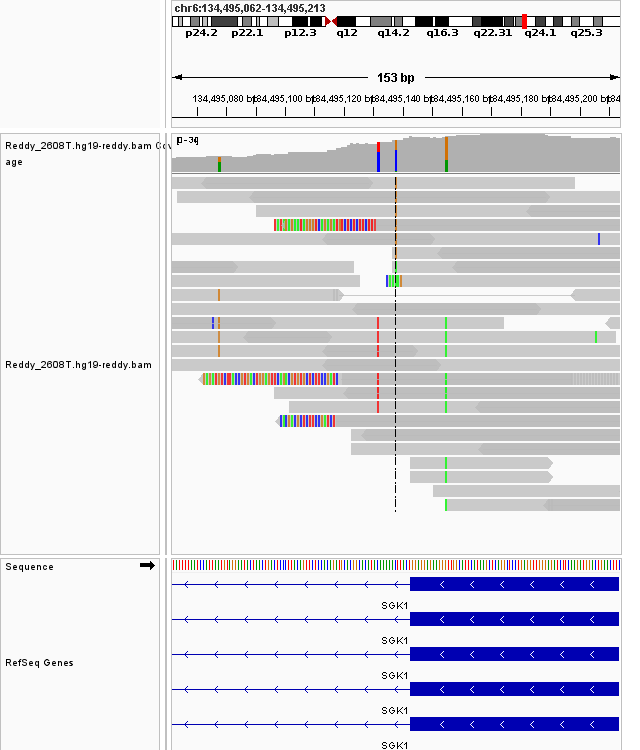 chr6:134,495,062-134,495,213
p24.2 p22.1 p12.3 q12 q14.2 q16.3 q22.31 q24.1 q25.3
153 bp
134,495,080 bp 134,495,100 bp 134,495,120 bp 134,495,140 bp 134,495,160 bp 134,495,180 bp 134,495,200 bp
Reddy_2608T.hg19-reddy.bam Cov
age
Reddy_2608T.hg19-reddy.bam
Sequence
SGK1
SGK1
RefSeq Genes
SGK1
SGK1
SGK1